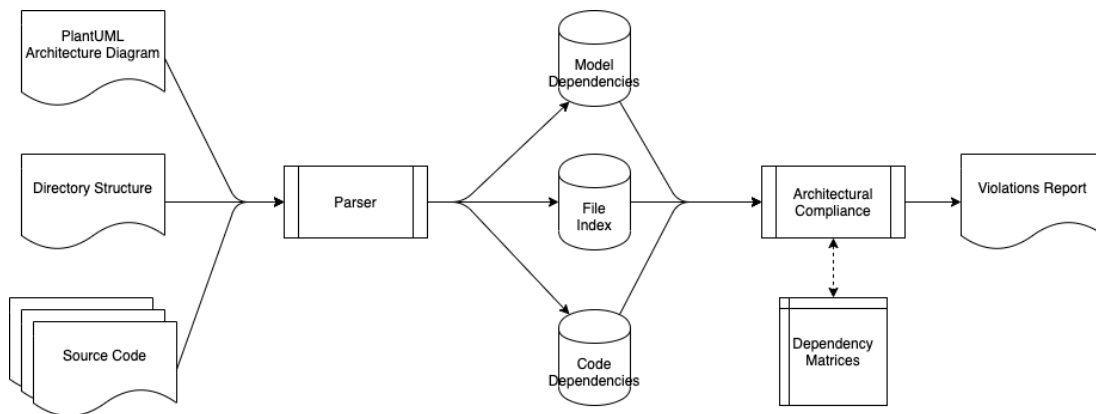 PlantUML
Architecture Diagram
Directory Structure
Source Code
Parser
Model
Dependencies
File
Index
Code
Dependencies
Architectural
Compliance
Dependency
Matrices
Violations Report